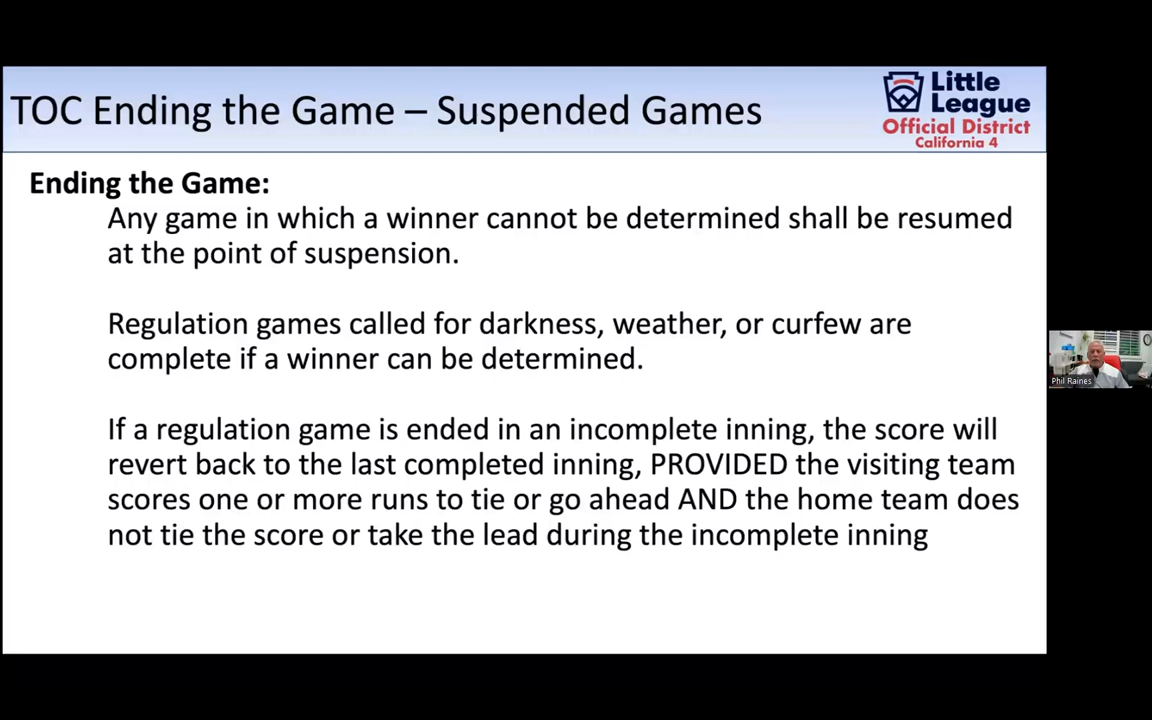 TOC Ending the Game – Suspended Games
Little
League
Official District
California 4
Ending the Game:
Any game in which a winner cannot be determined shall be resumed
at the point of suspension.
Regulation games called for darkness, weather, or curfew are
complete if a winner can be determined.
If a regulation game is ended in an incomplete inning, the score will
revert back to the last completed inning, PROVIDED the visiting team
scores one or more runs to tie or go ahead AND the home team does
not tie the score or take the lead during the incomplete inning
Phil Raines